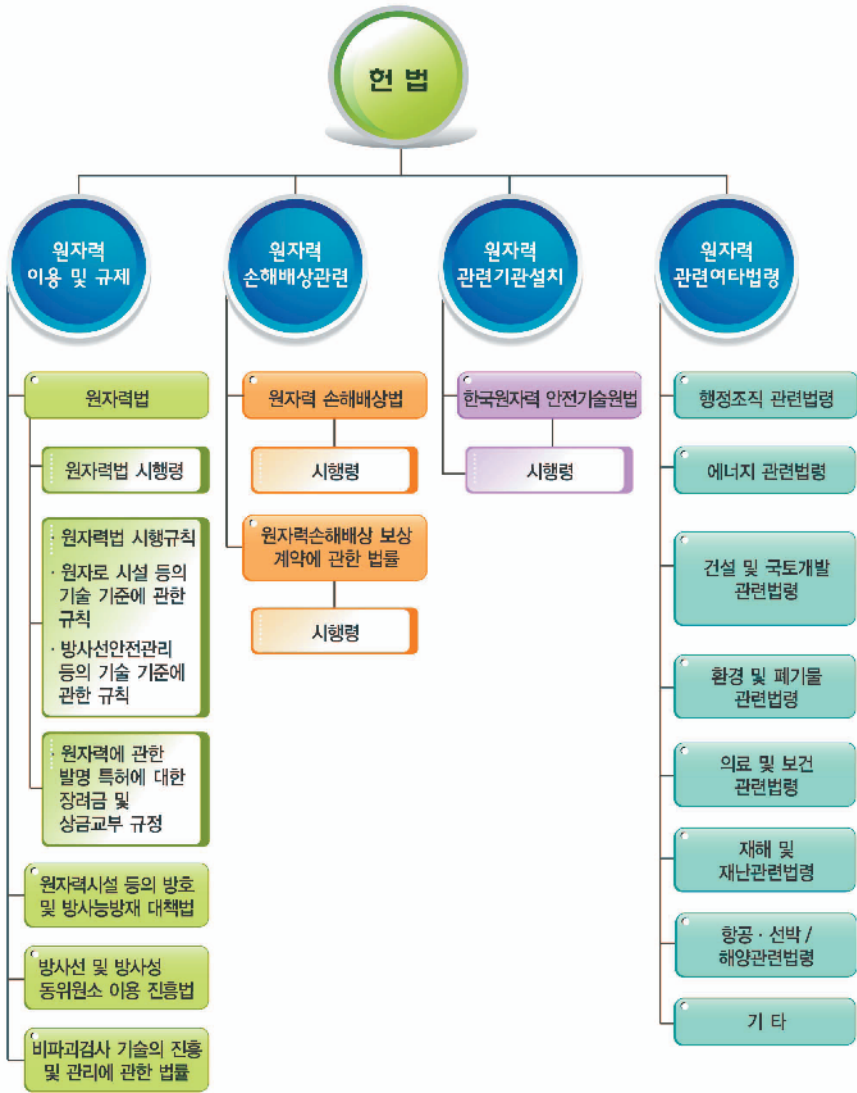 헌 법
원자력
이용 및 규제
원자력
손해배상관련
원자력
관련기관설치
원자력
관련여타법령
원자력법
원자력법 시행령
· 원자력법 시행규칙
· 원자로 시설 등의
기술 기준에 관한
규칙
· 방사선안전관리
등의 기술 기준에
관한 규칙
· 원자력에 관한
발명 특허에 대한
장려금 및
상금교부 규정
원자력시설 등의 방호
및 방사능방재 대책법
방사선 및 방사성
동위원소 이용 진흥법
비파괴검사 기술의 진흥
및 관리에 관한 법률
원자력 손해배상법
시행령
원자력손해배상 보상
계약에 관한 법률
시행령
한국원자력 안전기술원법
시행령
행정조직 관련법령
에너지 관련법령
건설 및 국토개발
관련법령
환경 및 폐기물
관련법령
의료 및 보건
관련법령
재해 및
재난관련법령
항공 · 선박 /
해양관련법령
기 타